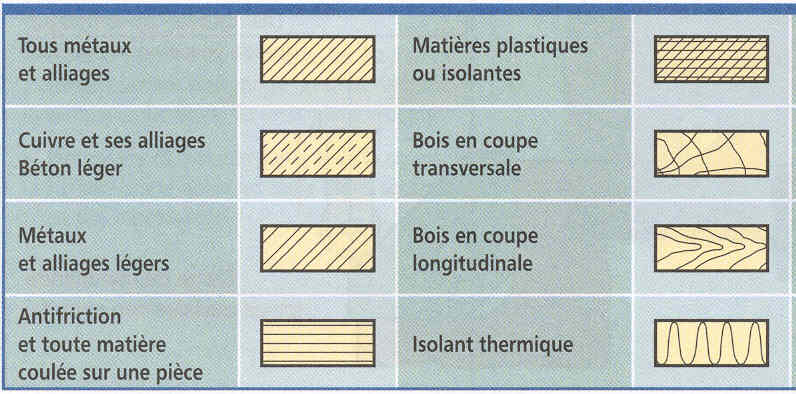 Tous métaux
et alliages
Matières plastiques
ou isolantes
Cuivre et ses alliages
Béton léger
Bois en coupe
transversale
Métaux
et alliages légers
Bois en coupe
longitudinale
Antifriction
et toute matière
coulée sur une pièce
Isolant thermique